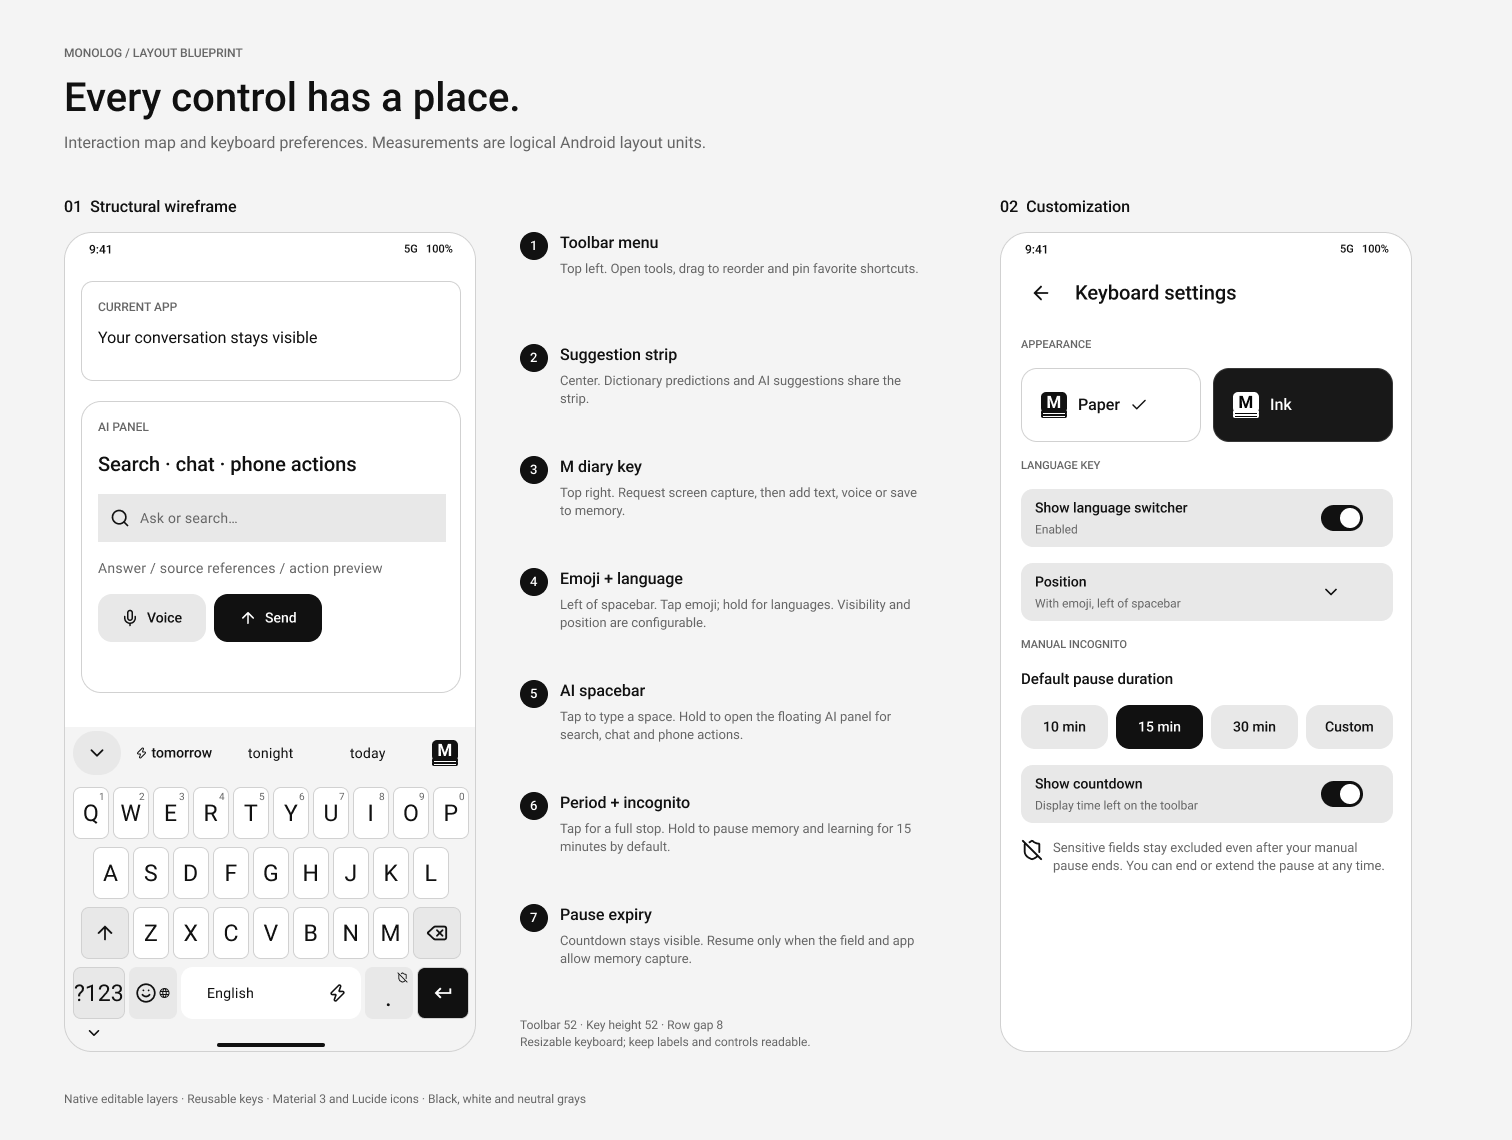 MONOLOG / LAYOUT BLUEPRINT
Every control has a place.
Interaction map and keyboard preferences. Measurements are logical Android layout units.
01 Structural wireframe
9:41
5G 100%
CURRENT APP
Your conversation stays visible
AI PANEL
Search · chat · phone actions
Ask or search...
Answer / source references / action preview
Voice
Send
tomorrow
tonight
today
M
Q1 W2 E3 R4 T5 Y6 U7 I8 O9 P0
A S D F G H J K L
Z X C V B N M
?123
English
.
1 Toolbar menu
Top left. Open tools, drag to reorder and pin favorite shortcuts.
2 Suggestion strip
Center. Dictionary predictions and AI suggestions share the
strip.
3 M diary key
Top right. Request screen capture, then add text, voice or save
to memory.
4 Emoji + language
Left of spacebar. Tap emoji; hold for languages. Visibility and
position are configurable.
5 AI spacebar
Tap to type a space. Hold to open the floating AI panel for
search, chat and phone actions.
6 Period + incognito
Tap for a full stop. Hold to pause memory and learning for 15
minutes by default.
7 Pause expiry
Countdown stays visible. Resume only when the field and app
allow memory capture.
Toolbar 52 · Key height 52 · Row gap 8
Resizable keyboard; keep labels and controls readable.
02 Customization
9:41
5G 100%
Keyboard settings
APPEARANCE
M Paper
M Ink
LANGUAGE KEY
Show language switcher
Enabled
Position
With emoji, left of spacebar
MANUAL INCOGNITO
Default pause duration
10 min
15 min
30 min
Custom
Show countdown
Display time left on the toolbar
Sensitive fields stay excluded even after your manual
pause ends. You can end or extend the pause at any time.
Native editable layers · Reusable keys · Material 3 and Lucide icons · Black, white and neutral grays